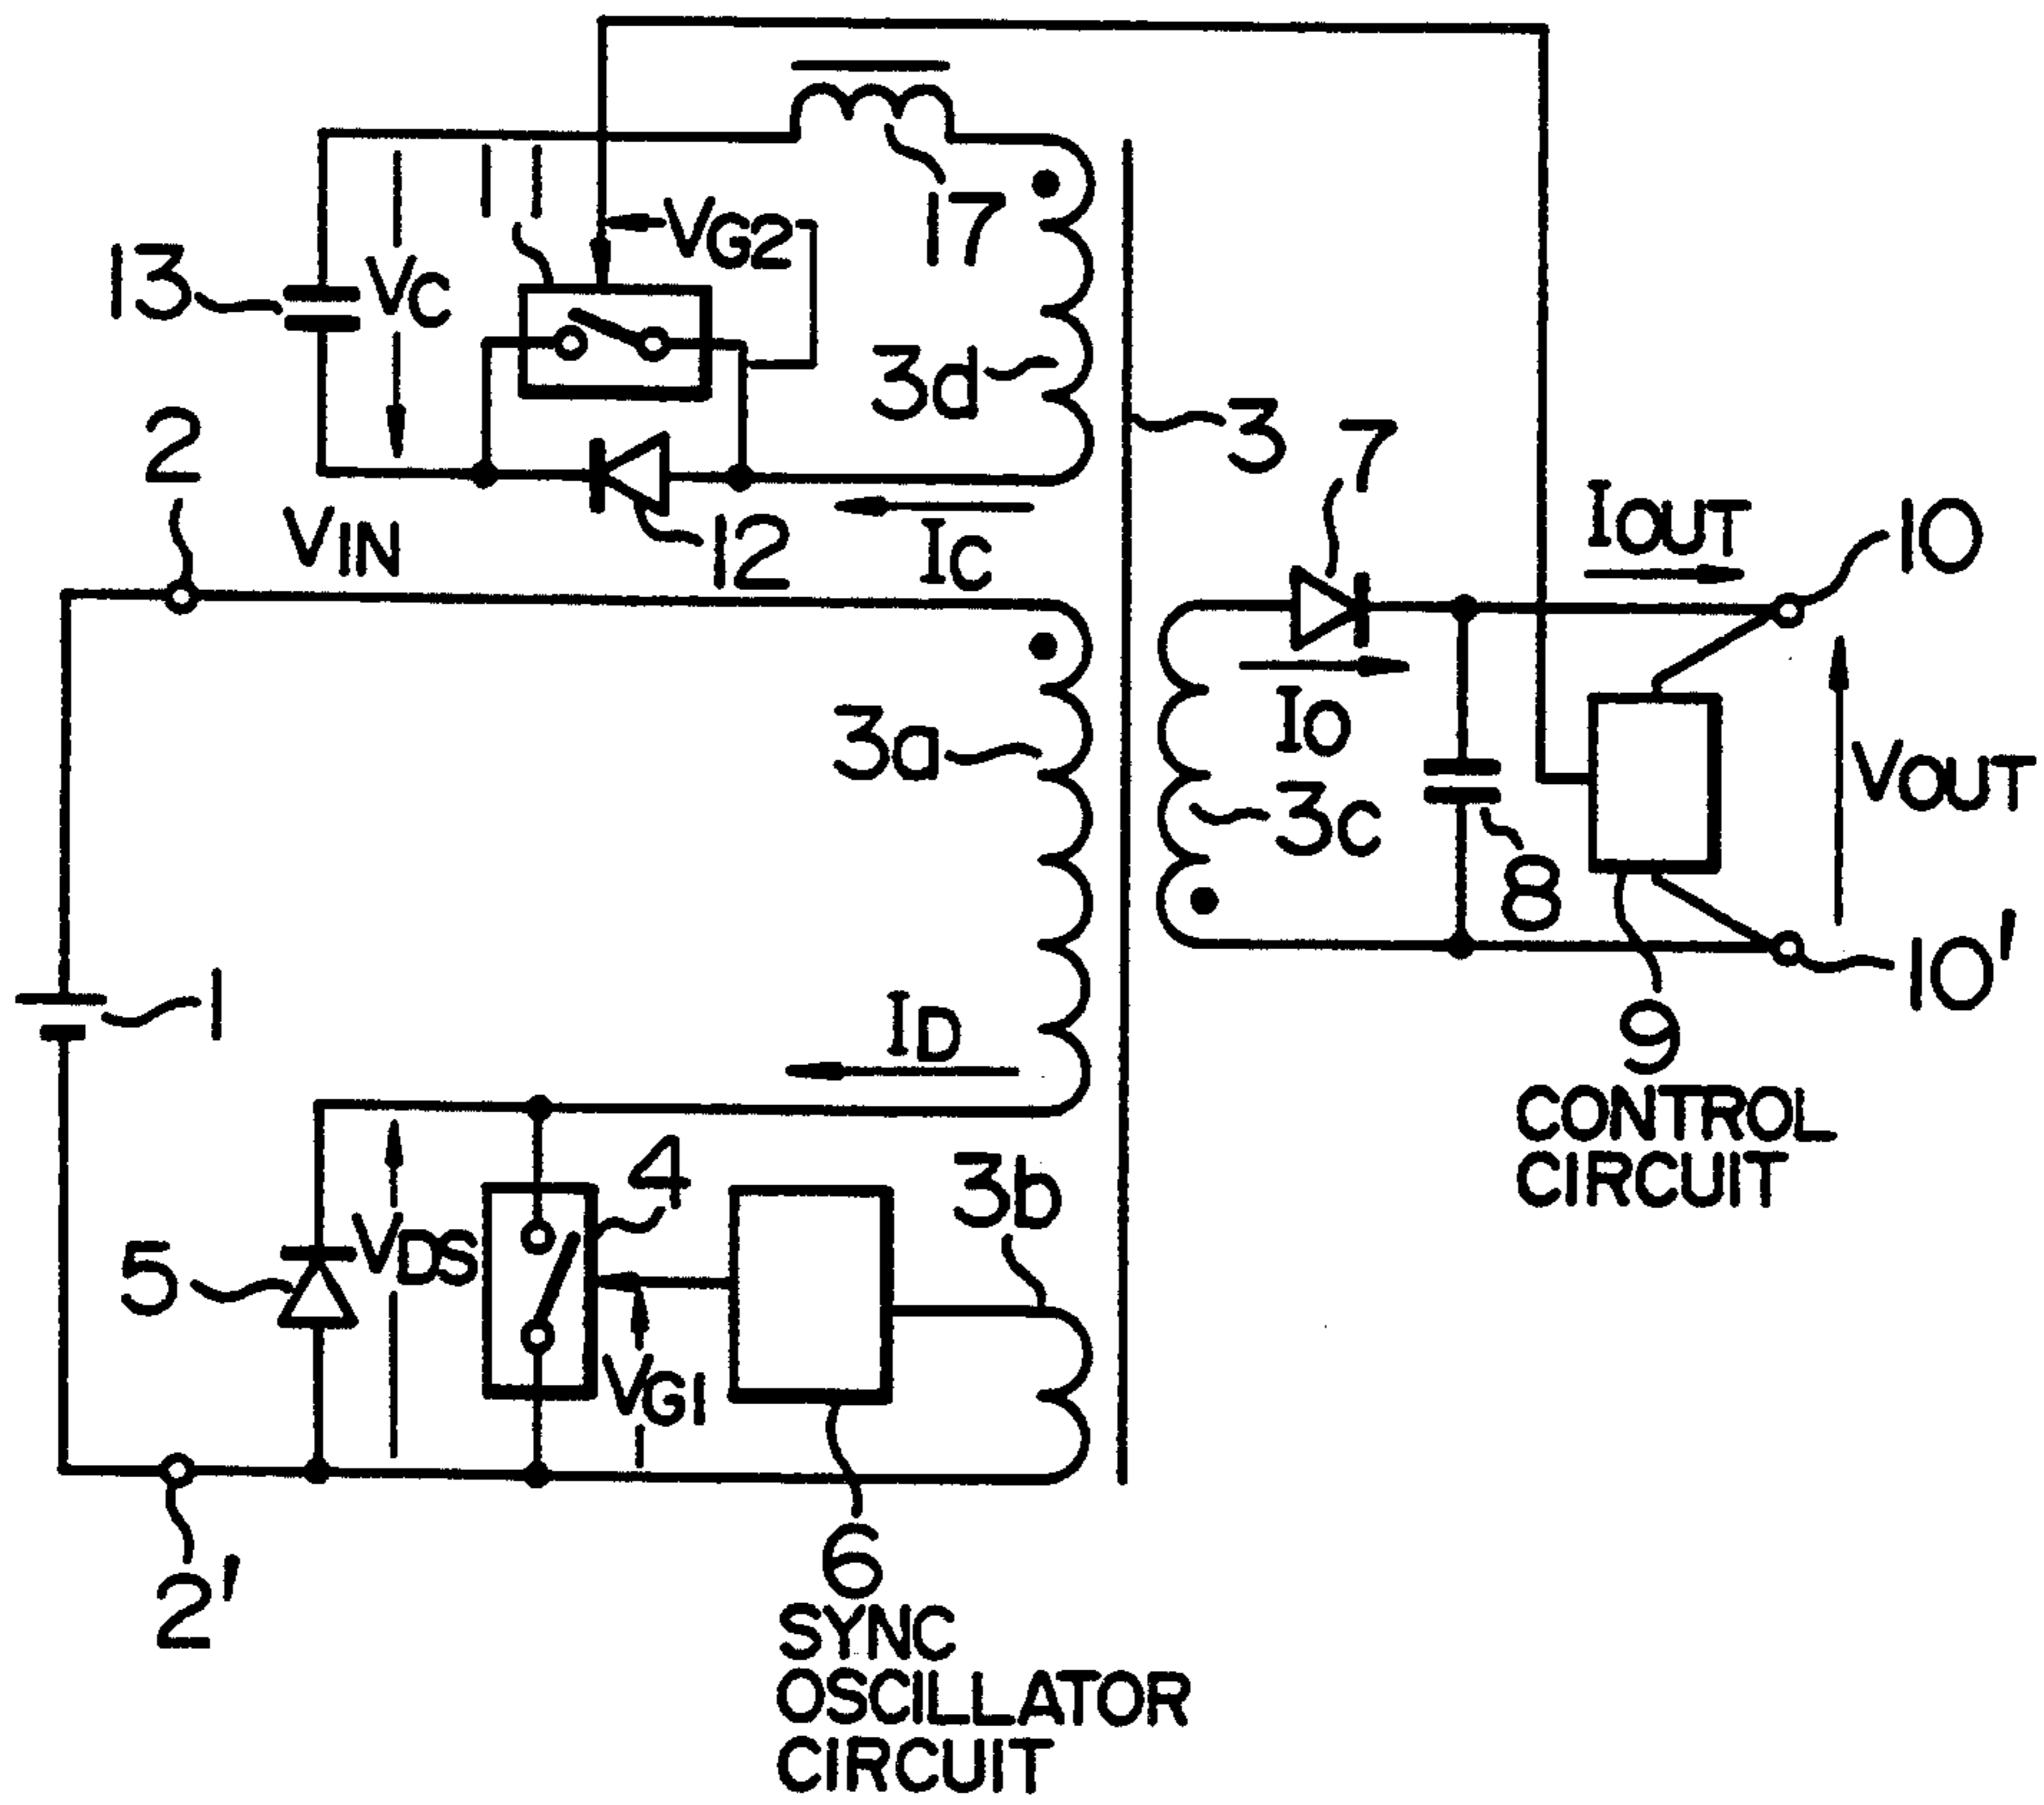 17
VG2
13
VC
11
3d
2
3
7
VIN
12
IC
IOUT
10
3a
IO
3c
8
VOUT
1
ID
10'
9
CONTROL
CIRCUIT
4
3b
5
VDS
VG1
2'
6
SYNC
OSCILLATOR
CIRCUIT